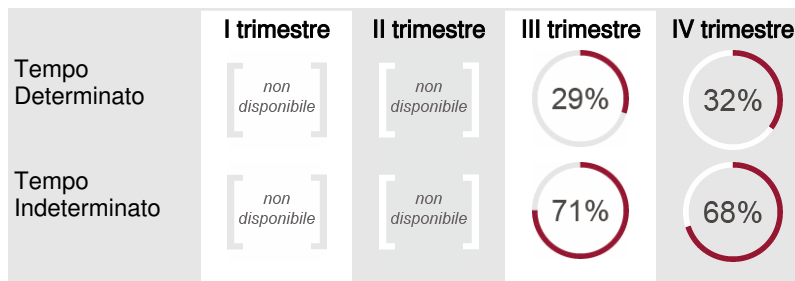 I trimestre II trimestre III trimestre IV trimestre
Tempo
Determinato
non
disponibile
non
disponibile
29%
32%
Tempo
Indeterminato
non
disponibile
non
disponibile
71%
68%